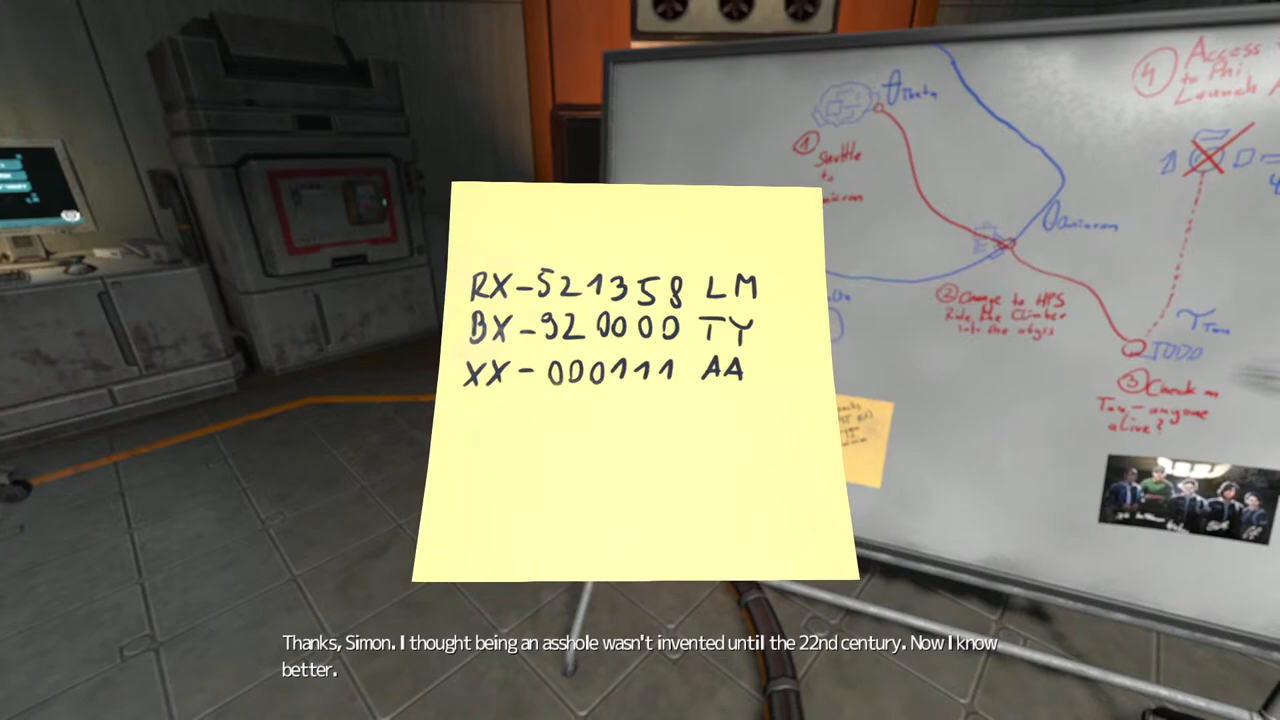 RX-521358 LM
BX-920000 TY
XX-000111 AA
④ Access
to Phi
Launch
Theta
① Shuttle
to
Omicron
② Change to HPS
Ride the Climber
into the abyss
Tau
③ Check on
Tau - anyone
alive?
Thanks, Simon. I thought being an asshole wasn't invented until the 22nd century. Now I know
better.